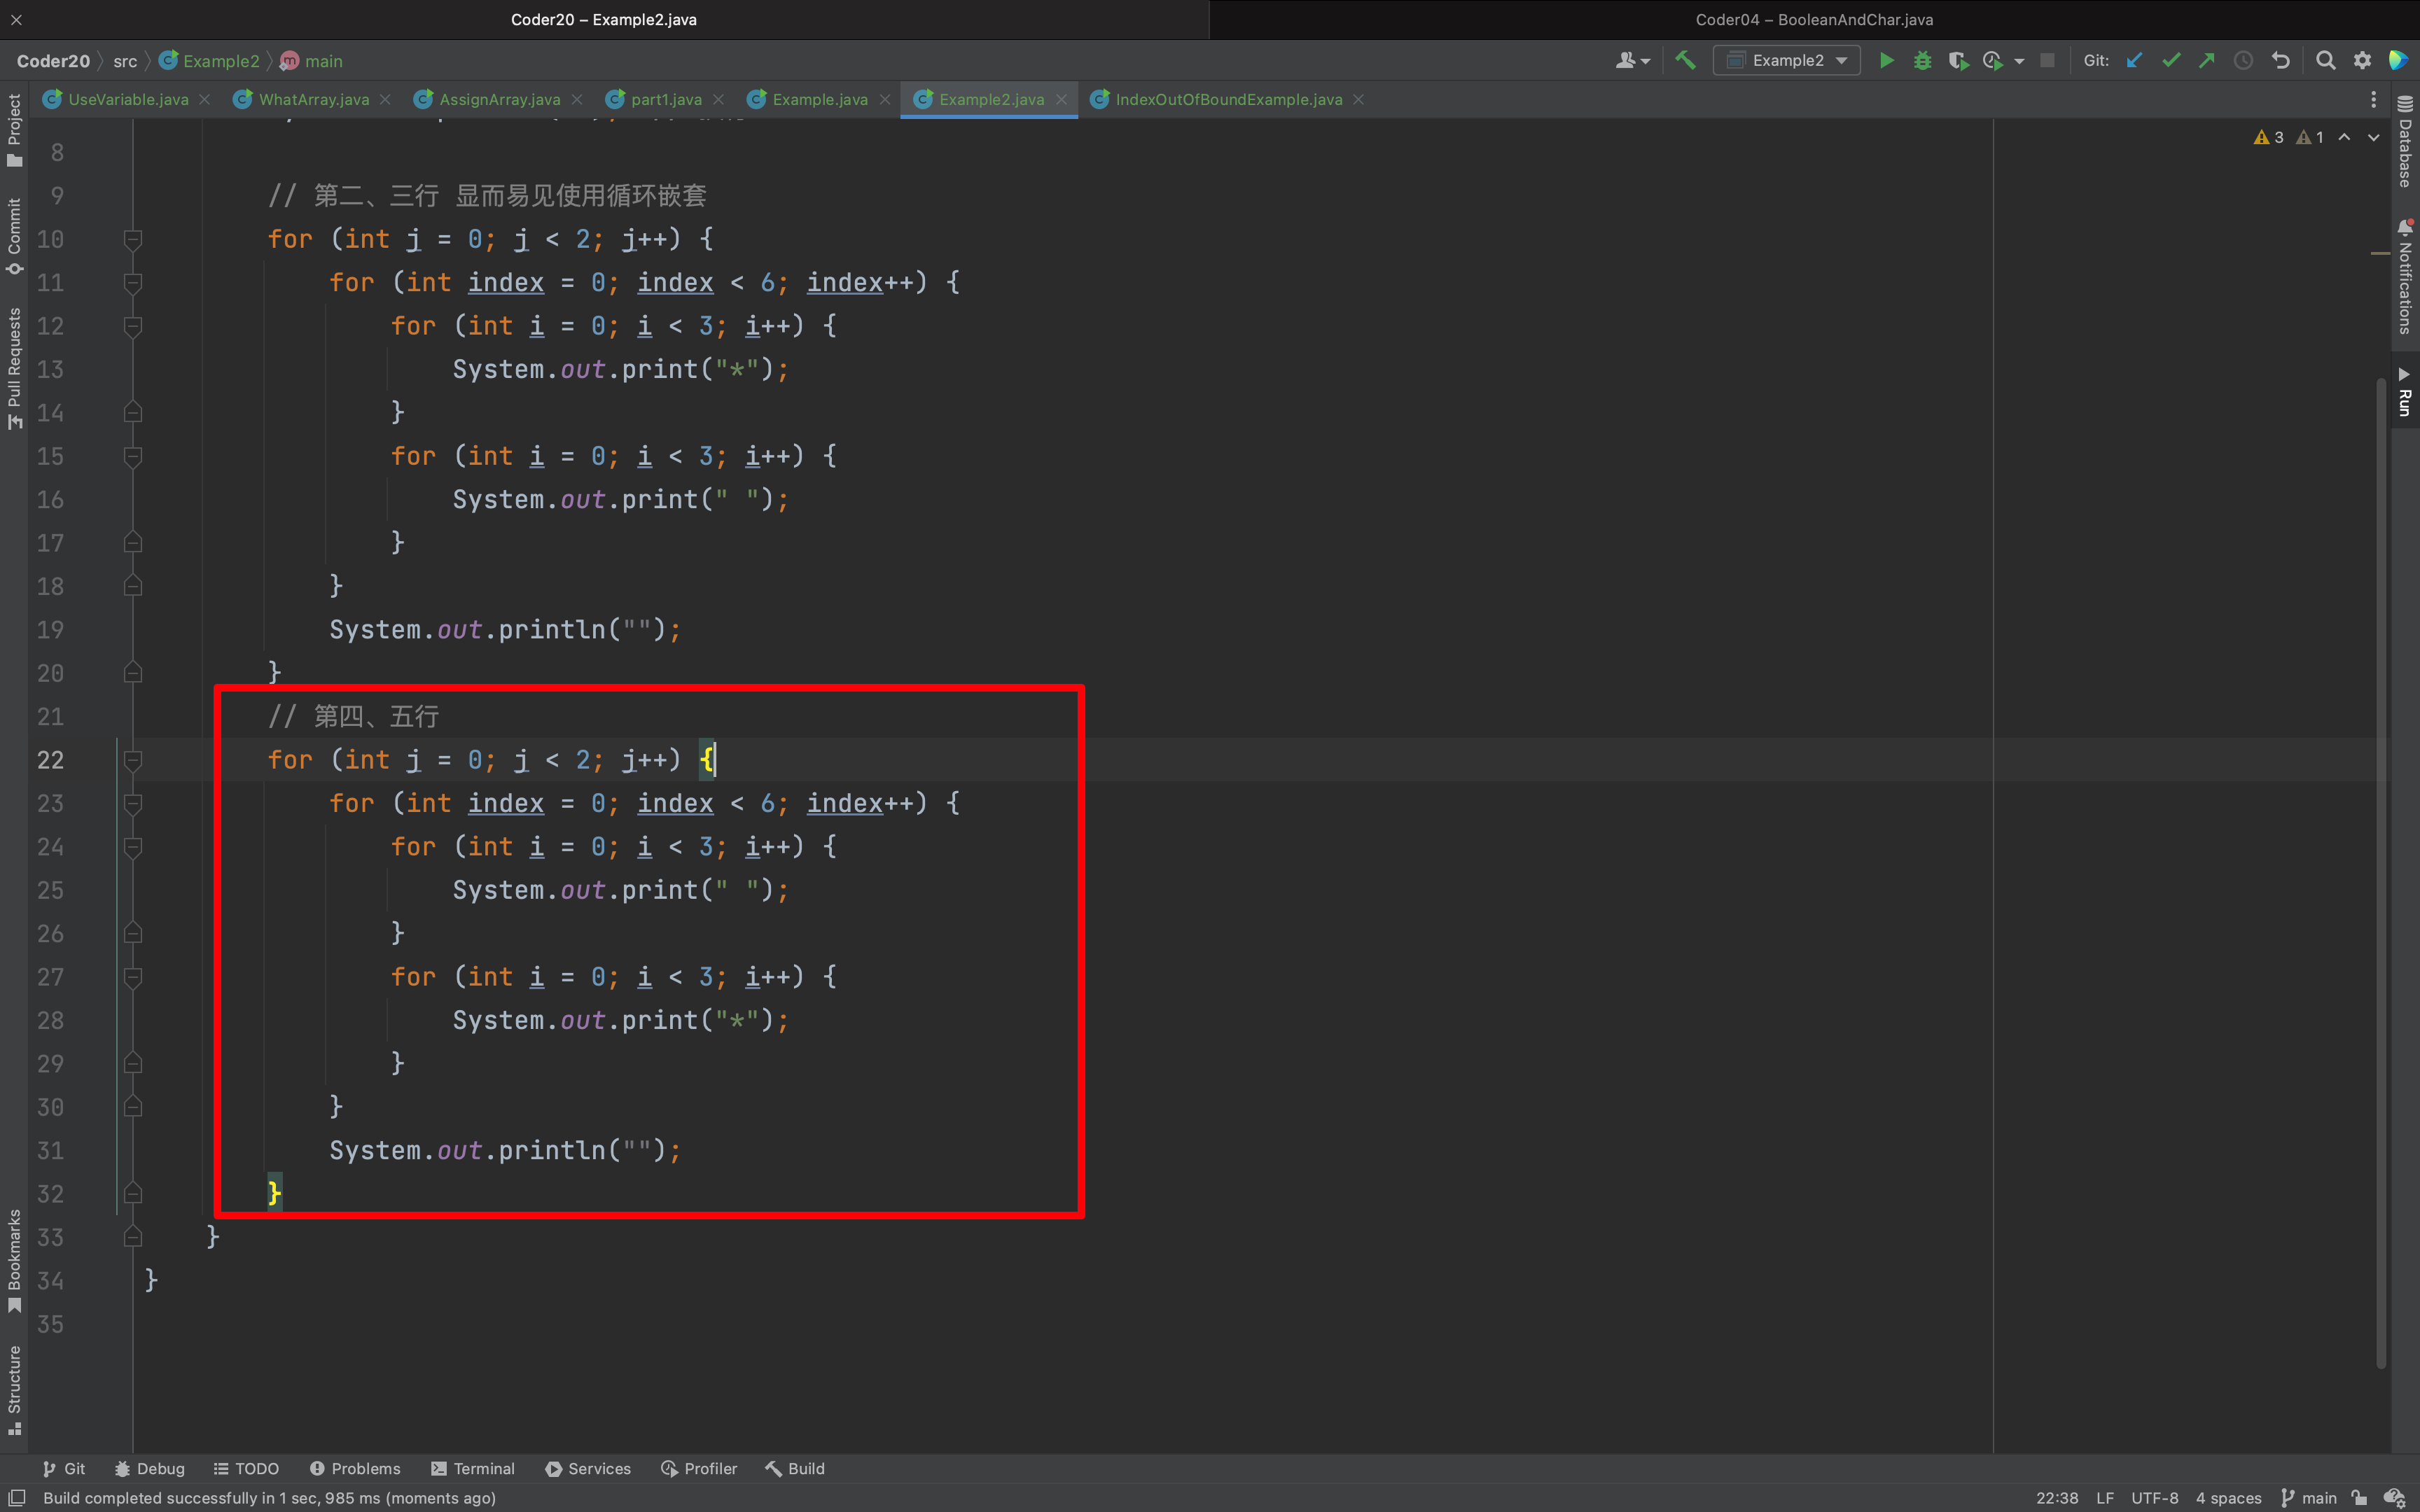 Coder20 – Example2.java
Coder04 – BooleanAndChar.java
Coder20 src Example2 main
Example2 Git:
UseVariable.java WhatArray.java AssignArray.java part1.java Example.java Example2.java IndexOutOfBoundExample.java
3 1
8
9 // 第二、三行 显而易见使用循环嵌套
10 for (int j = 0; j < 2; j++) {
11 for (int index = 0; index < 6; index++) {
12 for (int i = 0; i < 3; i++) {
13 System.out.print("*");
14 }
15 for (int i = 0; i < 3; i++) {
16 System.out.print(" ");
17 }
18 }
19 System.out.println("");
20 }
21 // 第四、五行
22 for (int j = 0; j < 2; j++) {
23 for (int index = 0; index < 6; index++) {
24 for (int i = 0; i < 3; i++) {
25 System.out.print(" ");
26 }
27 for (int i = 0; i < 3; i++) {
28 System.out.print("*");
29 }
30 }
31 System.out.println("");
32 }
33 }
34 }
35
Project
Commit
Pull Requests
Bookmarks
Structure
Database
Notifications
Run
Git Debug TODO Problems Terminal Services Profiler Build
Build completed successfully in 1 sec, 985 ms (moments ago)
22:38 LF UTF-8 4 spaces main